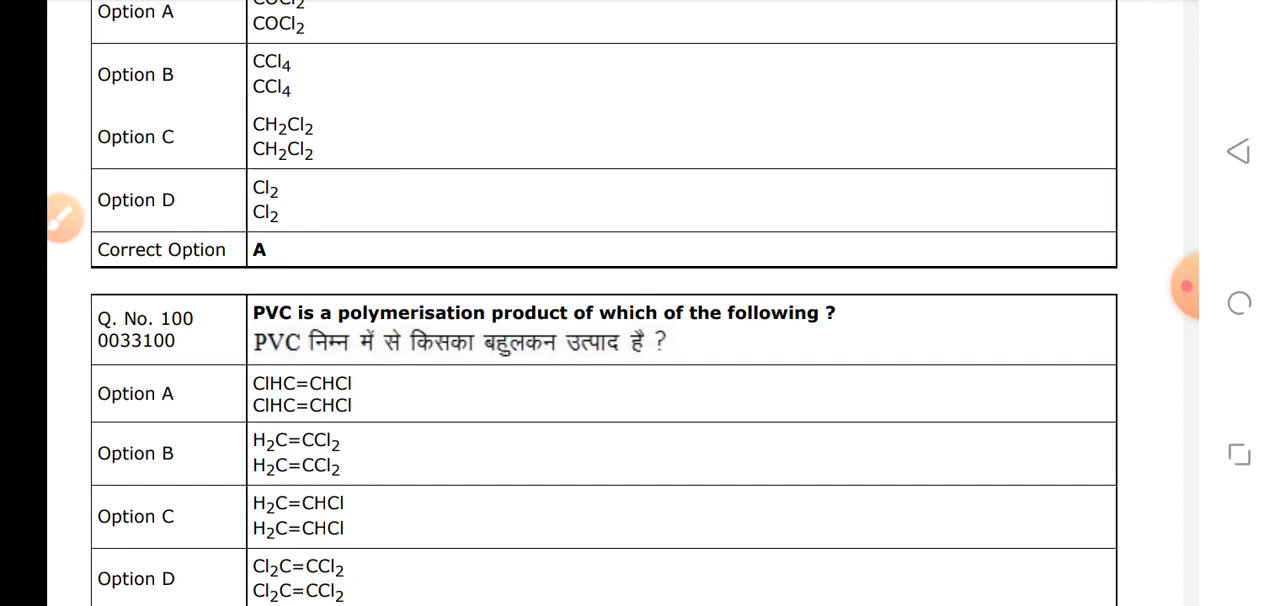 Option A
COCl2
COCl2
Option B
CCl4
CCl4
Option C
CH2Cl2
CH2Cl2
Option D
Cl2
Cl2
Correct Option A
Q. No. 100
0033100
PVC is a polymerisation product of which of the following ?
PVC निम्न में से किसका बहुलकन उत्पाद है ?
Option A
ClHC=CHCl
ClHC=CHCl
Option B
H2C=CCl2
H2C=CCl2
Option C
H2C=CHCl
H2C=CHCl
Option D
Cl2C=CCl2
Cl2C=CCl2